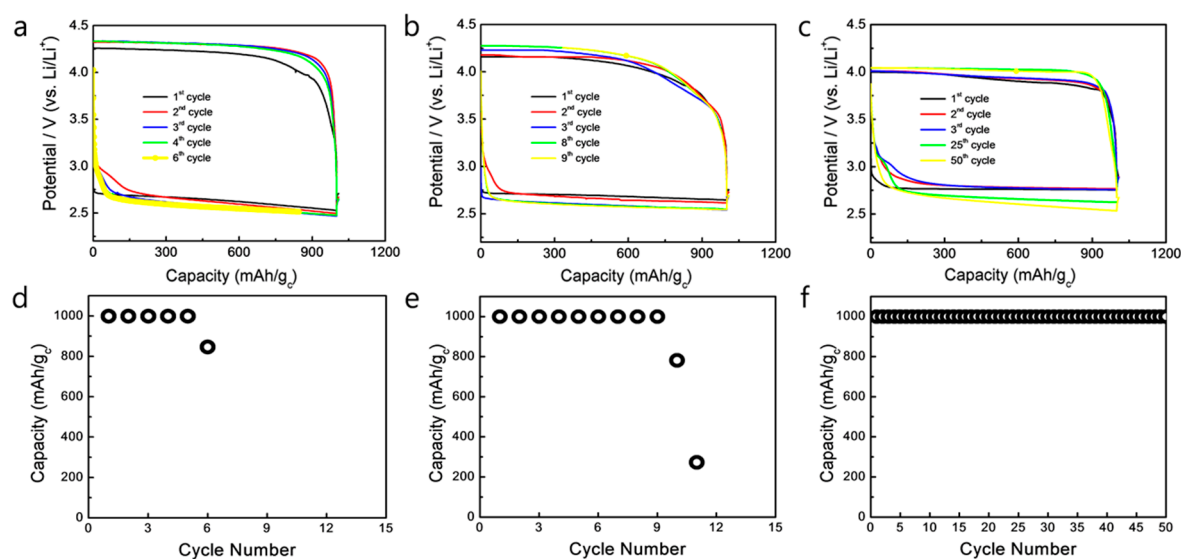 a
4.5
4.0
3.5
3.0
2.5
Potential / V (vs. Li/Li⁺)
1st cycle
2nd cycle
3rd cycle
4th cycle
6th cycle
0 300 600 900 1200
Capacity (mAh/gc)
b
4.5
4.0
3.5
3.0
2.5
Potential / V (vs. Li/Li⁺)
1st cycle
2nd cycle
3rd cycle
8th cycle
9th cycle
0 300 600 900 1200
Capacity (mAh/gc)
c
4.5
4.0
3.5
3.0
2.5
Potential / V (vs. Li/Li⁺)
1st cycle
2nd cycle
3rd cycle
25th cycle
50th cycle
0 300 600 900 1200
Capacity (mAh/gc)
d
1000
800
600
400
200
0
Capacity (mAh/gc)
0 3 6 9 12 15
Cycle Number
e
1000
800
600
400
200
0
Capacity (mAh/gc)
0 3 6 9 12 15
Cycle Number
f
1000
800
600
400
200
0
Capacity (mAh/gc)
0 5 10 15 20 25 30 35 40 45 50
Cycle Number